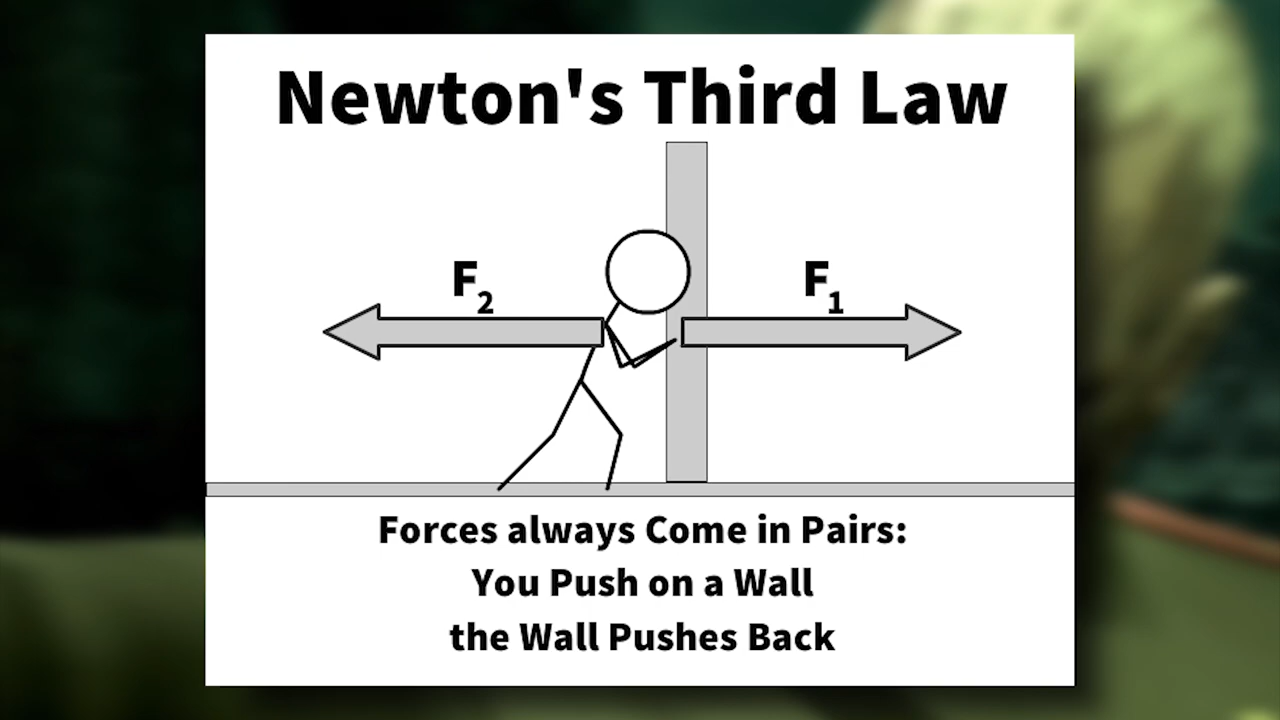 Newton's Third Law
F2 F1
Forces always Come in Pairs:
You Push on a Wall
the Wall Pushes Back